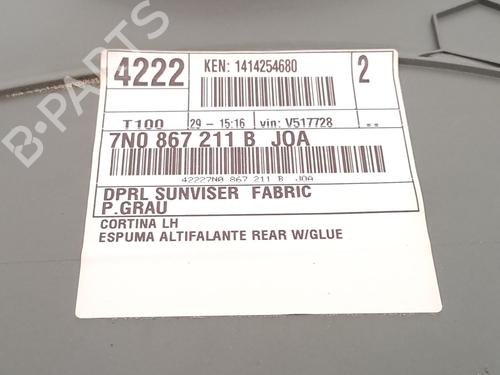 4222
KEN: 1414254680
2
T100
29 - 15:16
vin: V517728
--
7N0 867 211 B JOA
42227N0 867 211 B JOA
DPRL SUNVISER FABRIC
P.GRAU
CORTINA LH
ESPUMA ALTIFALANTE REAR W/GLUE
B-PARTS